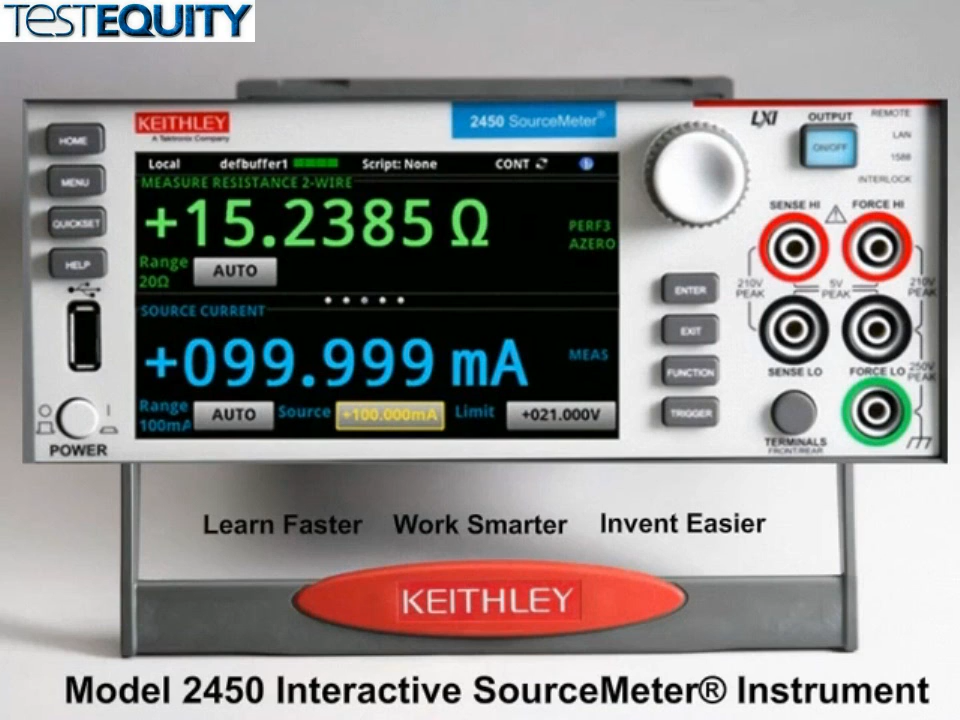 TESTEQUITY
KEITHLEY
A Tektronix Company
2450 SourceMeter®
LXI
OUTPUT
ON/OFF
REMOTE
LAN
1588
INTERLOCK
HOME
MENU
QUICKSET
HELP
POWER
Local defbuffer1 Script: None CONT
MEASURE RESISTANCE 2-WIRE
+15.2385 Ω
PERF3
AZERO
Range AUTO
20Ω
SOURCE CURRENT
+099.999 mA
MEAS
Range AUTO Source +100.000mA Limit +021.000V
100mA
ENTER
EXIT
FUNCTION
TRIGGER
SENSE HI FORCE HI
210V PEAK
5V PEAK
210V PEAK
SENSE LO FORCE LO
250V PEAK
TERMINALS
FRONT/REAR
Learn Faster Work Smarter Invent Easier
KEITHLEY
Model 2450 Interactive SourceMeter® Instrument